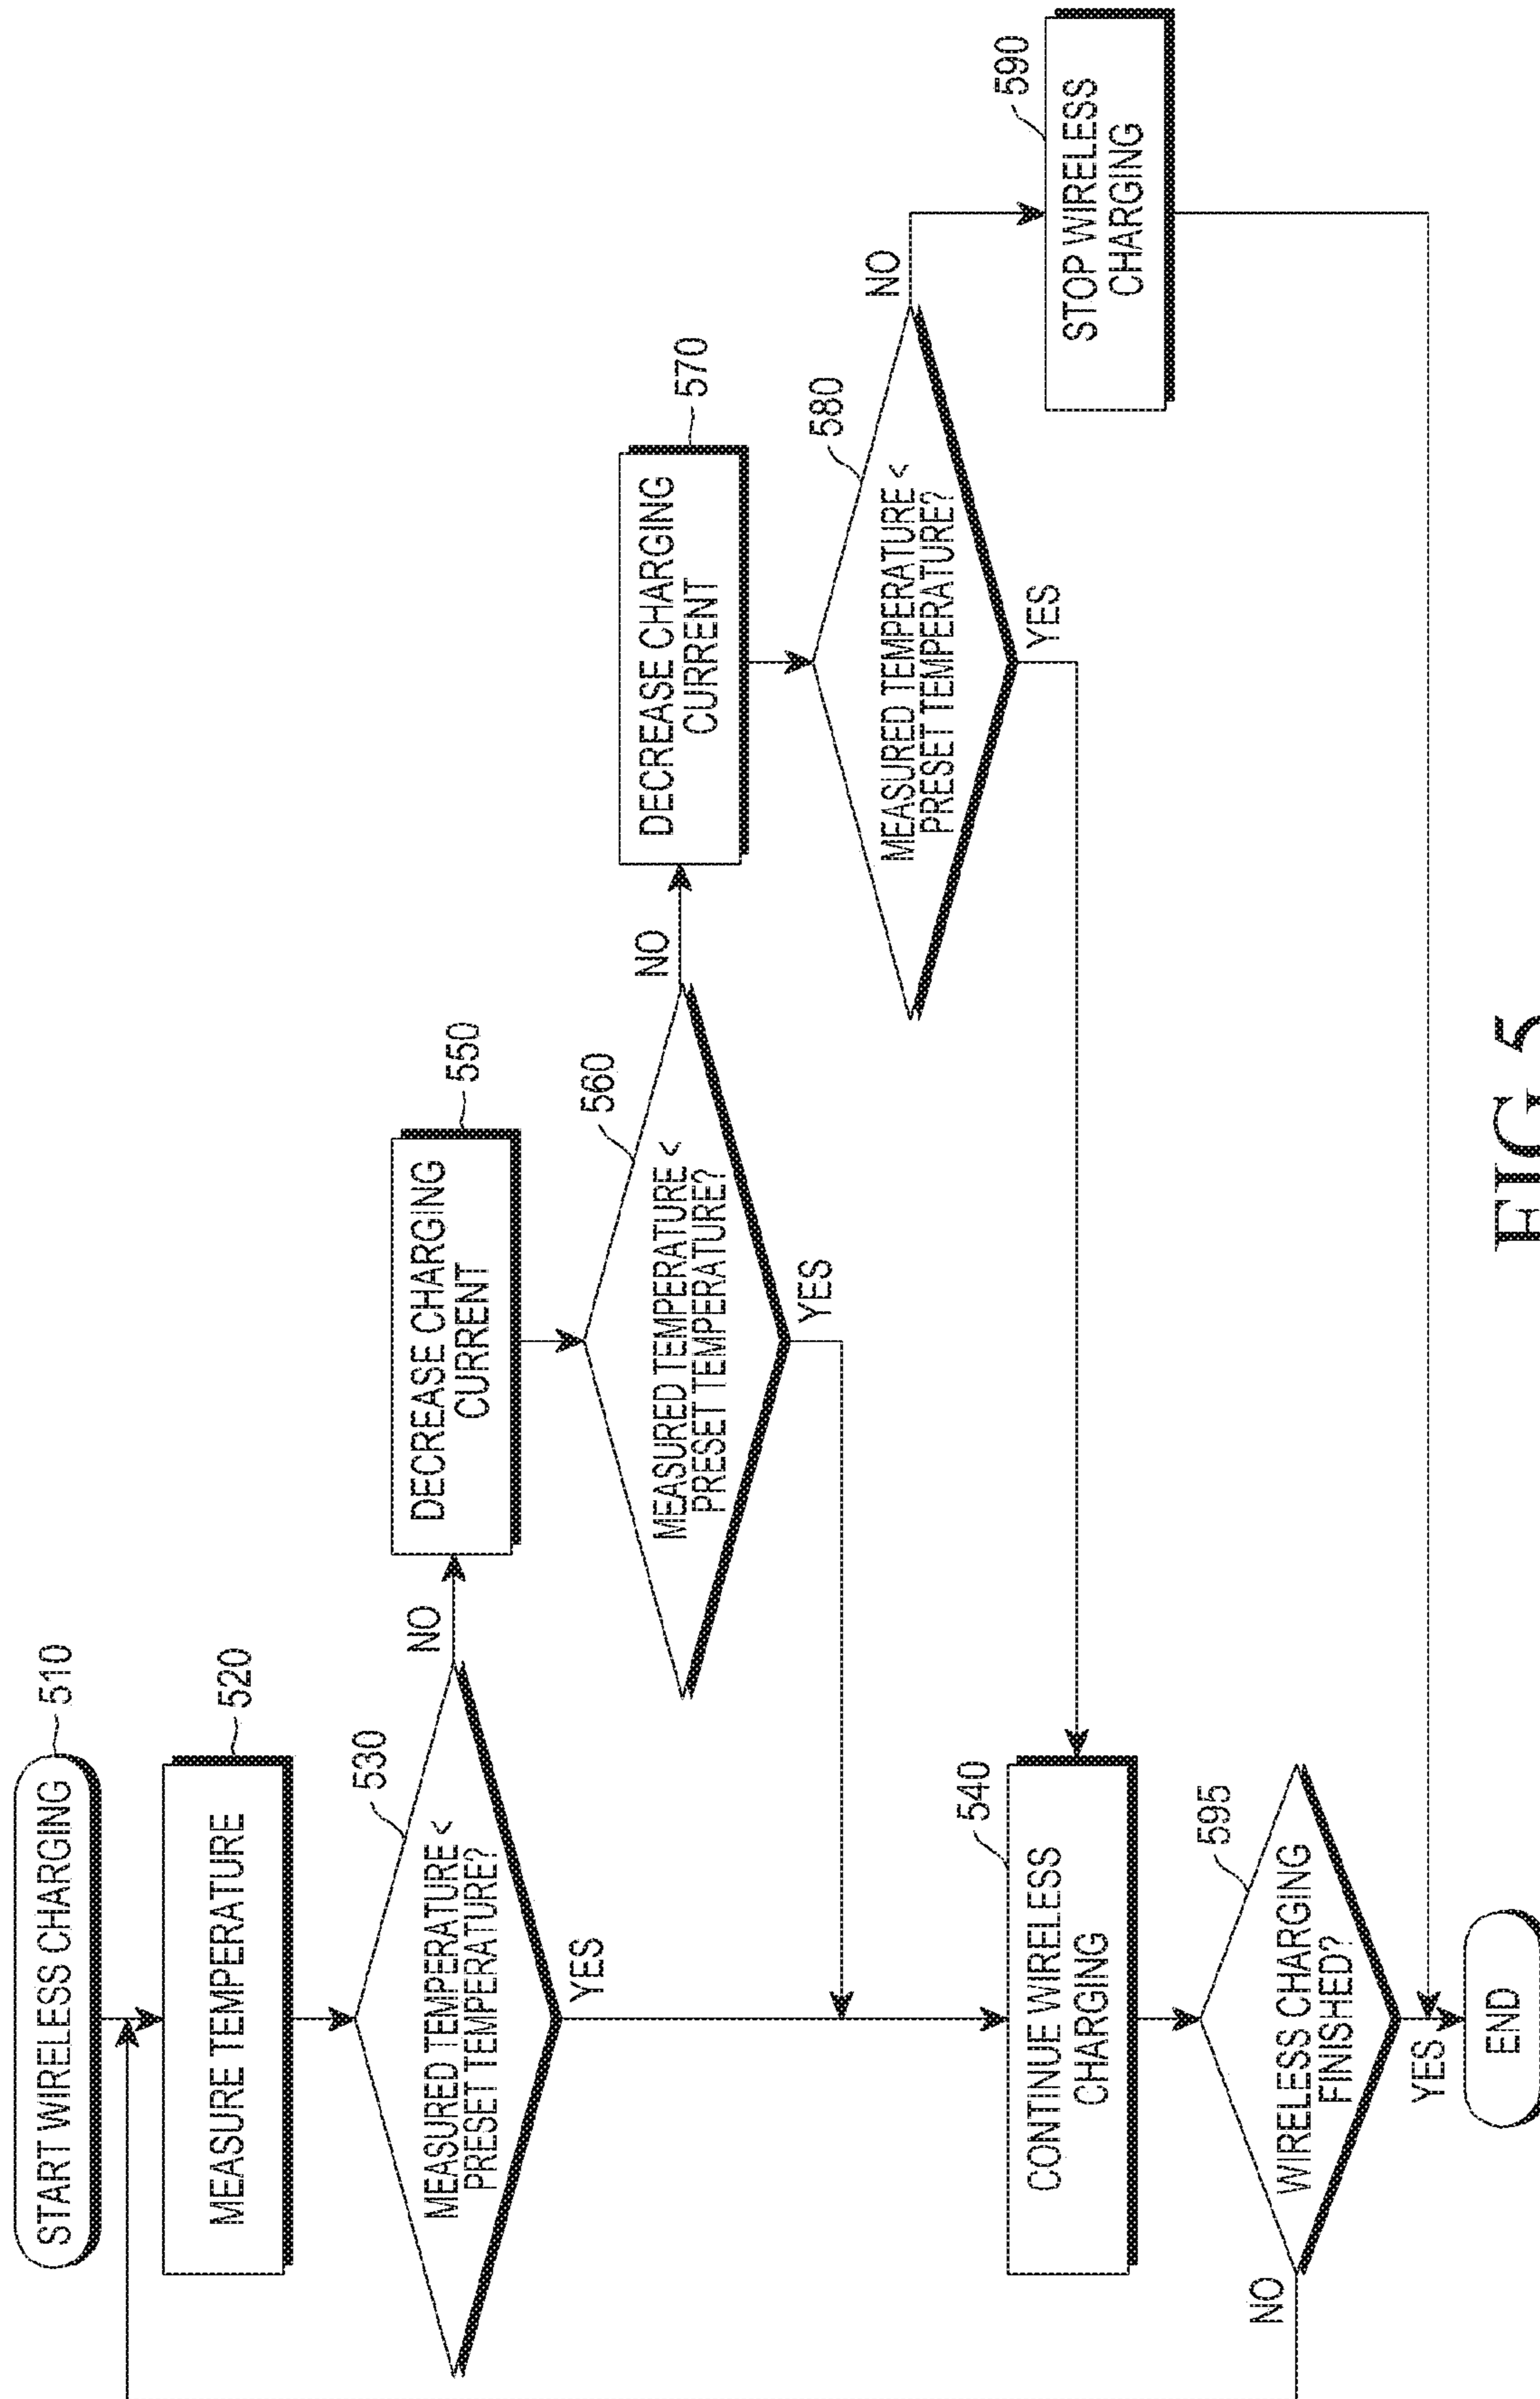 START WIRELESS CHARGING
510
MEASURE TEMPERATURE
520
530
MEASURED TEMPERATURE <
PRESET TEMPERATURE?
NO
YES
DECREASE CHARGING
CURRENT
550
560
MEASURED TEMPERATURE <
PRESET TEMPERATURE?
NO
YES
DECREASE CHARGING
CURRENT
570
580
MEASURED TEMPERATURE <
PRESET TEMPERATURE?
NO
YES
590
STOP WIRELESS
CHARGING
540
CONTINUE WIRELESS
CHARGING
595
WIRELESS CHARGING
FINISHED?
NO
YES
END
FIG.5